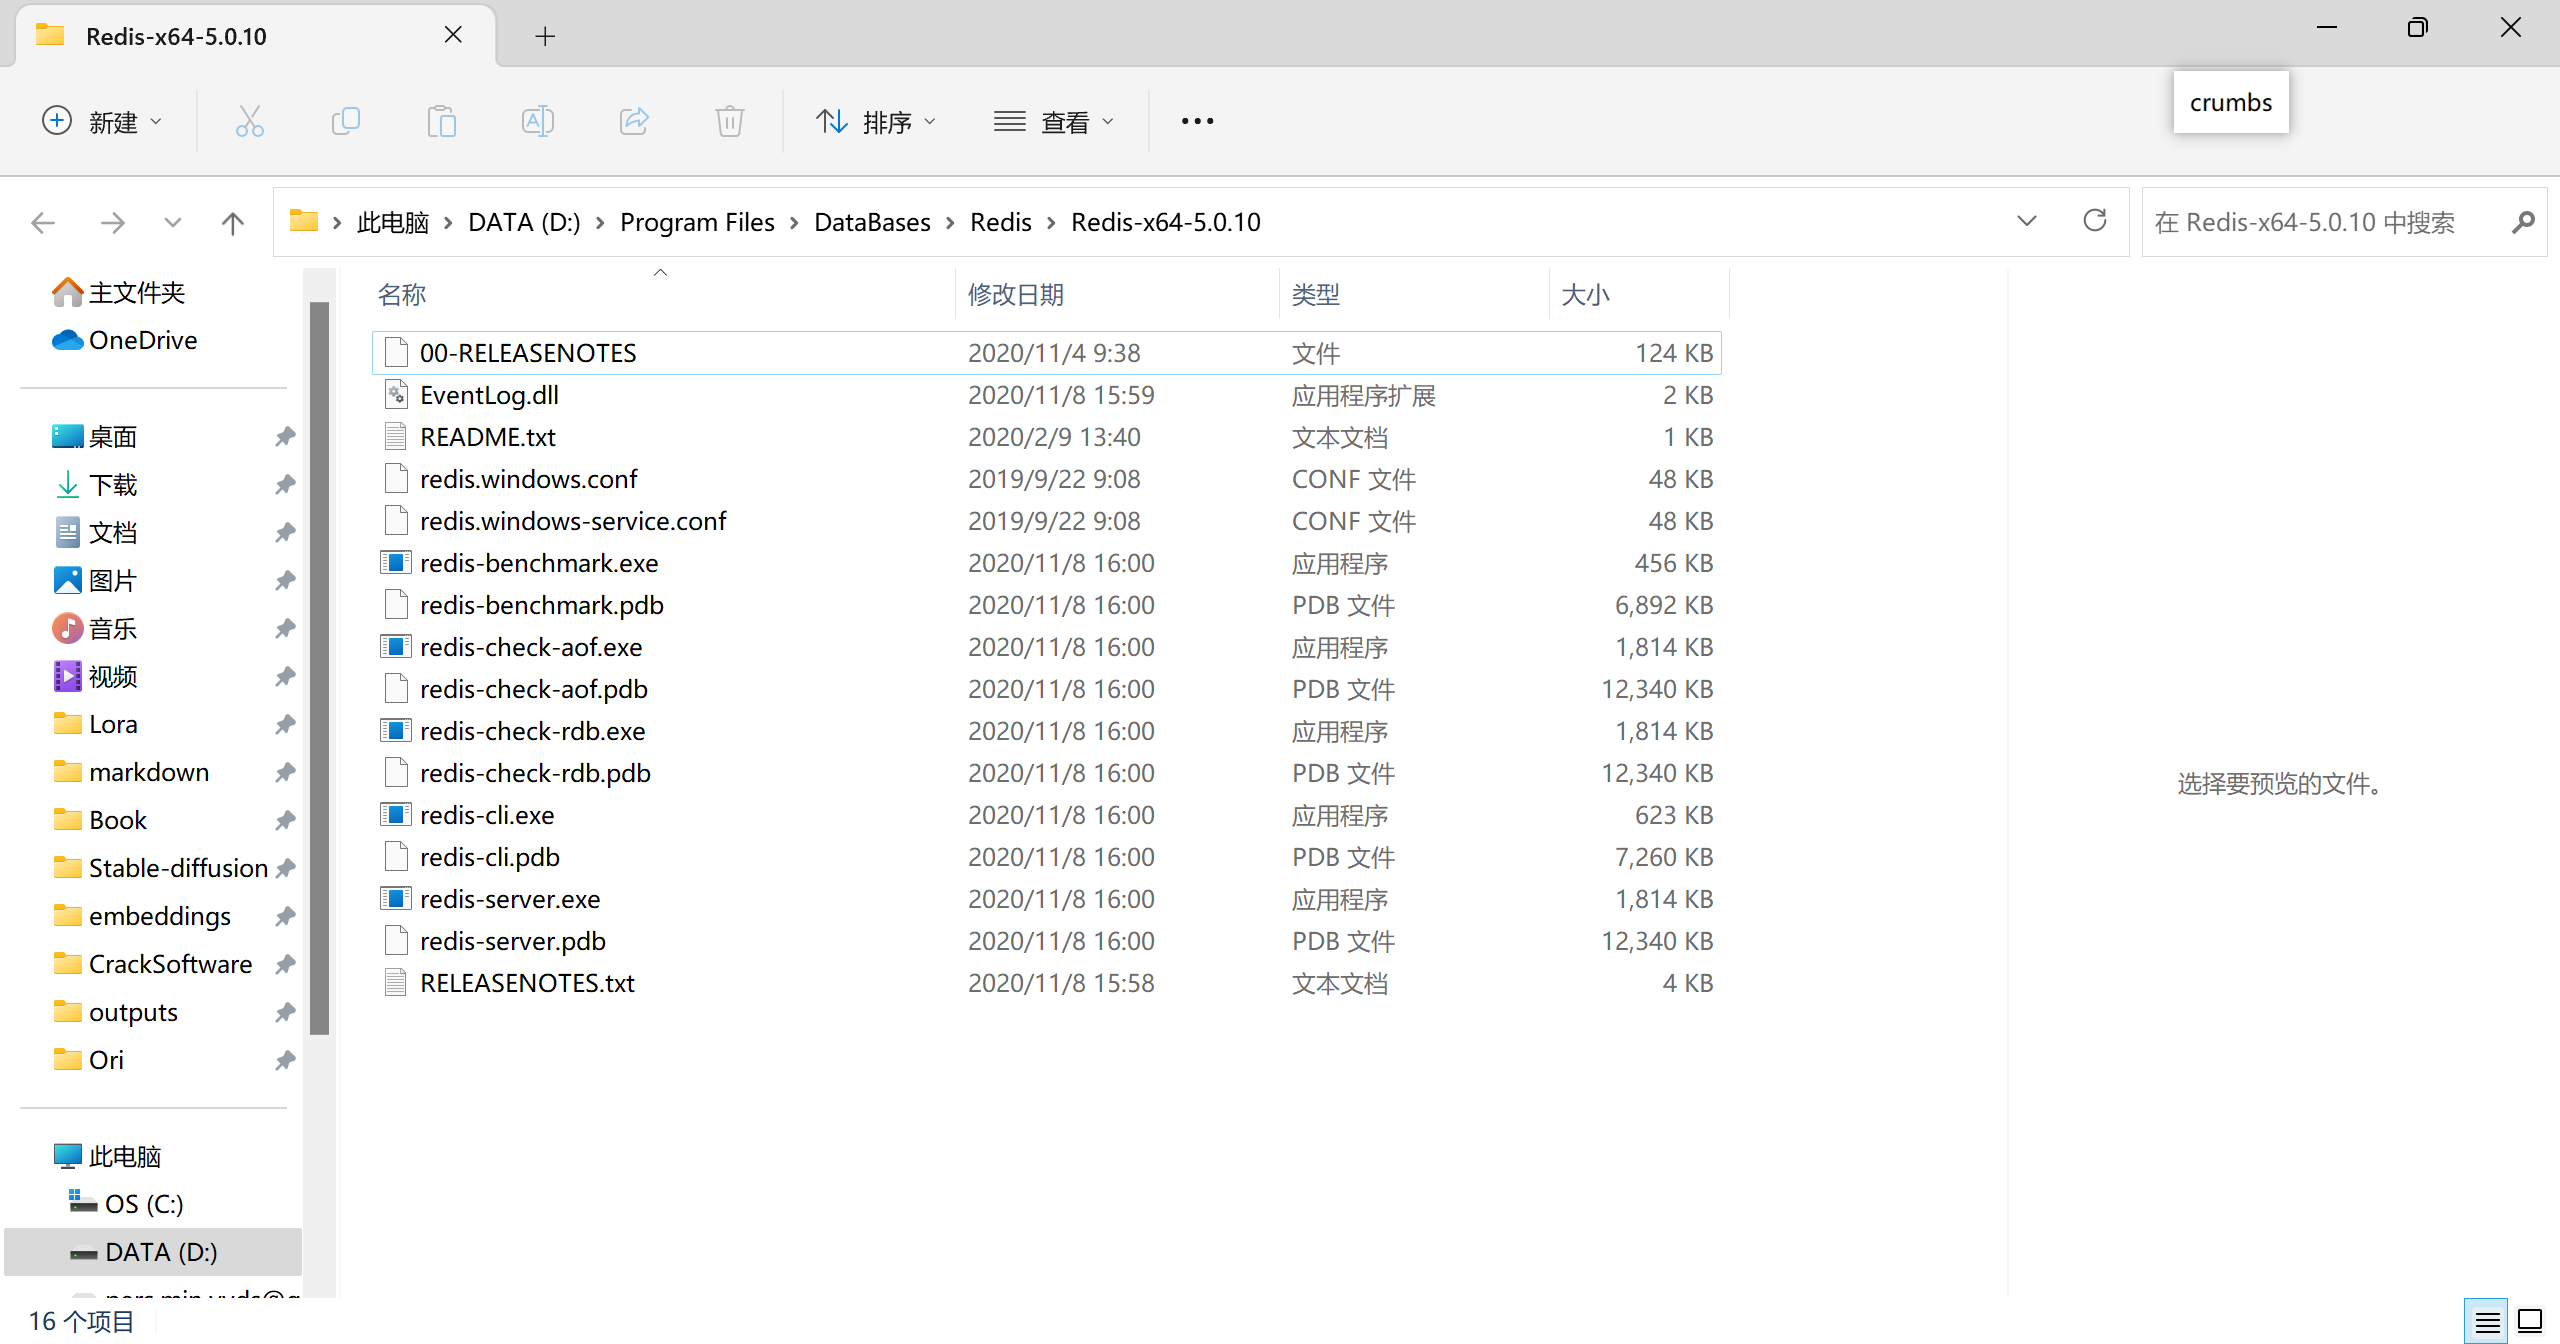 Redis-x64-5.0.10
crumbs
新建
排序
查看
此电脑 DATA (D:) Program Files DataBases Redis Redis-x64-5.0.10
在 Redis-x64-5.0.10 中搜索
主文件夹
OneDrive
桌面
下载
文档
图片
音乐
视频
Lora
markdown
Book
Stable-diffusion
embeddings
CrackSoftware
outputs
Ori
此电脑
OS (C:)
DATA (D:)
名称 修改日期 类型 大小
00-RELEASENOTES 2020/11/4 9:38 文件 124 KB
EventLog.dll 2020/11/8 15:59 应用程序扩展 2 KB
README.txt 2020/2/9 13:40 文本文档 1 KB
redis.windows.conf 2019/9/22 9:08 CONF 文件 48 KB
redis.windows-service.conf 2019/9/22 9:08 CONF 文件 48 KB
redis-benchmark.exe 2020/11/8 16:00 应用程序 456 KB
redis-benchmark.pdb 2020/11/8 16:00 PDB 文件 6,892 KB
redis-check-aof.exe 2020/11/8 16:00 应用程序 1,814 KB
redis-check-aof.pdb 2020/11/8 16:00 PDB 文件 12,340 KB
redis-check-rdb.exe 2020/11/8 16:00 应用程序 1,814 KB
redis-check-rdb.pdb 2020/11/8 16:00 PDB 文件 12,340 KB
redis-cli.exe 2020/11/8 16:00 应用程序 623 KB
redis-cli.pdb 2020/11/8 16:00 PDB 文件 7,260 KB
redis-server.exe 2020/11/8 16:00 应用程序 1,814 KB
redis-server.pdb 2020/11/8 16:00 PDB 文件 12,340 KB
RELEASENOTES.txt 2020/11/8 15:58 文本文档 4 KB
选择要预览的文件。
16 个项目